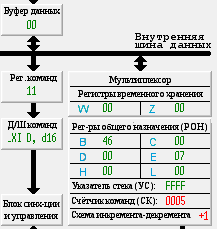 Буфер данных
00
Внутренняя
шина данных
Рег. команд
11
Д/Ш команд
_XI D, d16
Блок синх-ции
и управления
Мультиплексор
Регистры временного хранения
W 00 Z 00
Рег-ры общего назначения (РОН)
B 46 C 00
D 00 E 07
H 00 L 00
Указатель стека (УС): FFFF
Счётчик команд (СК): 0005
Схема инкремента-декремента +1